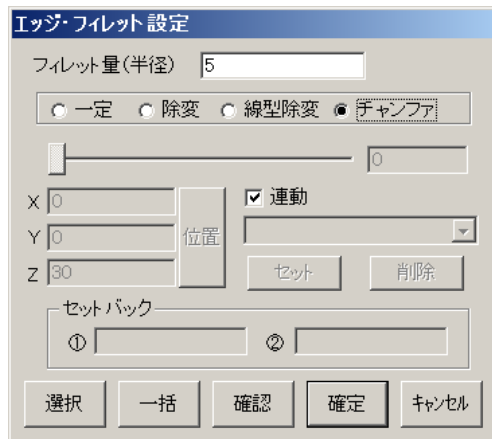 エッジ・フィレット設定
フィレット量(半径) 5
一定 除変 線型除変 チャンファ
0
X 0
連動
Y 0
位置
Z 30
セット 削除
セットバック
① ②
選択 一括 確認 確定 キャンセル